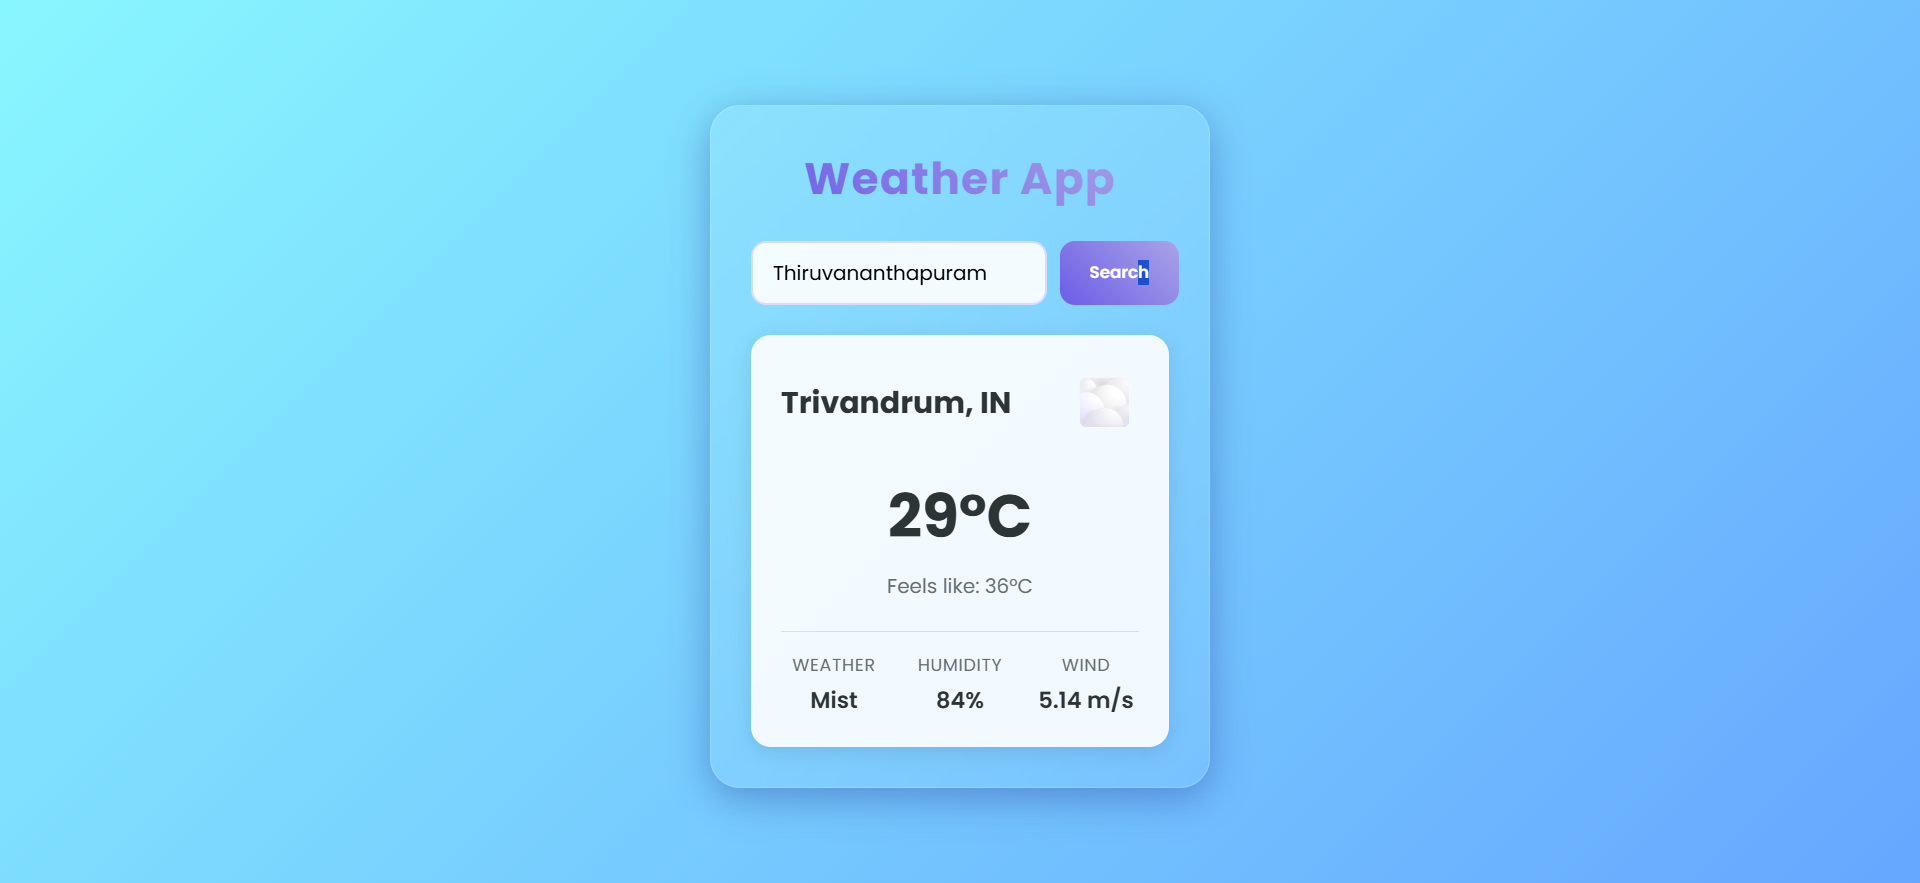 Weather App
Thiruvananthapuram Search
Trivandrum, IN
29°C
Feels like: 36°C
WEATHER HUMIDITY WIND
Mist 84% 5.14 m/s